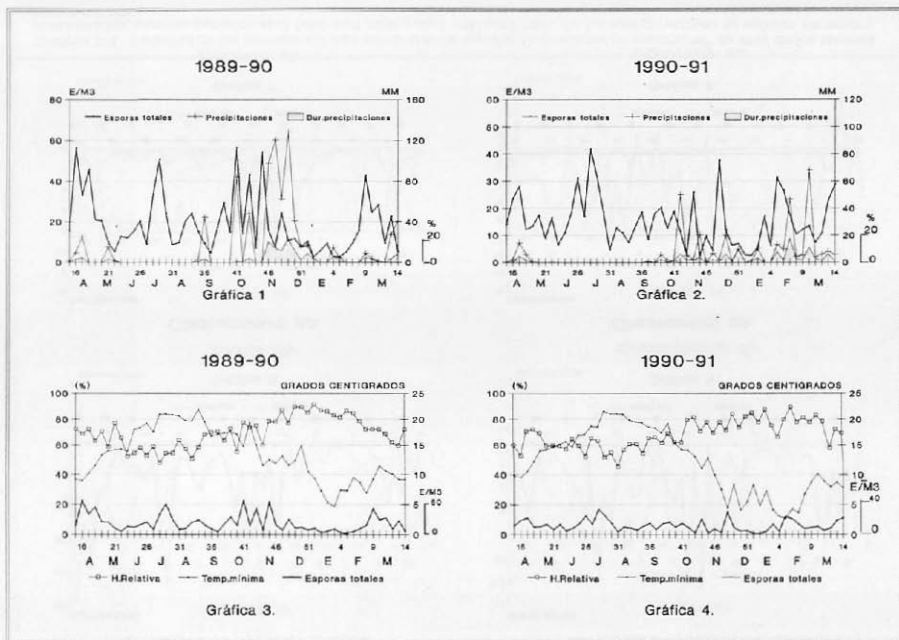 1989-90
E/M3 MM
Esporas totales Precipitaciones Dur.precipitaciones
80 60 40 20 0
160 120 80 40 0
%
20
0
16 21 26 31 36 41 46 51 4 9 14
A M J J A S O N D E F M
Gráfica 1
1990-91
E/M3 MM
Esporas totales Precipitaciones Dur.precipitaciones
60 50 40 30 20 10 0
120 100 80 60 40 20 0
%
20
0
16 21 26 31 36 41 46 51 4 9 14
A M J J A S O N D E F M
Gráfica 2.
1989-90
(%) GRADOS CENTIGRADOS
100 80 60 40 20 0
25 20 15 10 5 0
E/M3
60
0
16 21 26 31 36 41 46 51 4 9 14
A M J J A S O N D E F M
H.Relativa Temp.mínima Esporas totales
Gráfica 3.
1990-91
(%) GRADOS CENTIGRADOS
100 80 60 40 20 0
25 20 15 10 5 0
E/M3
40
0
16 21 26 31 36 41 46 51 4 9 14
A M J J A S O N D E F M
H.Relativa Temp.mínima Esporas totales
Gráfica 4.